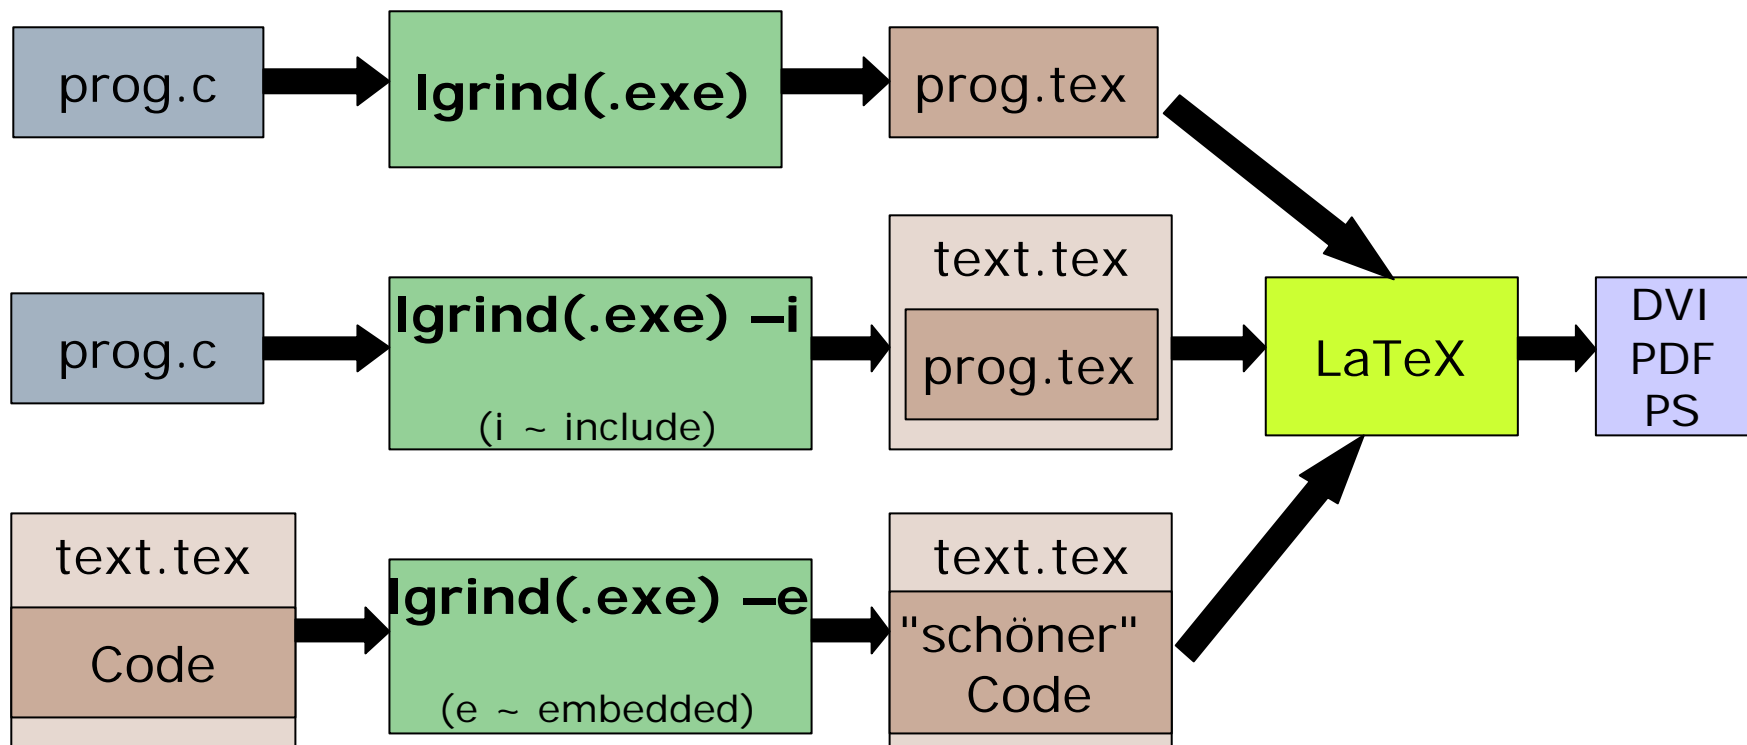 prog.c
lgrind(.exe)
prog.tex
text.tex
prog.c
lgrind(.exe) –i
(i ~ include)
prog.tex
LaTeX
DVI
PDF
PS
text.tex
Code
lgrind(.exe) –e
(e ~ embedded)
text.tex
"schöner"
Code